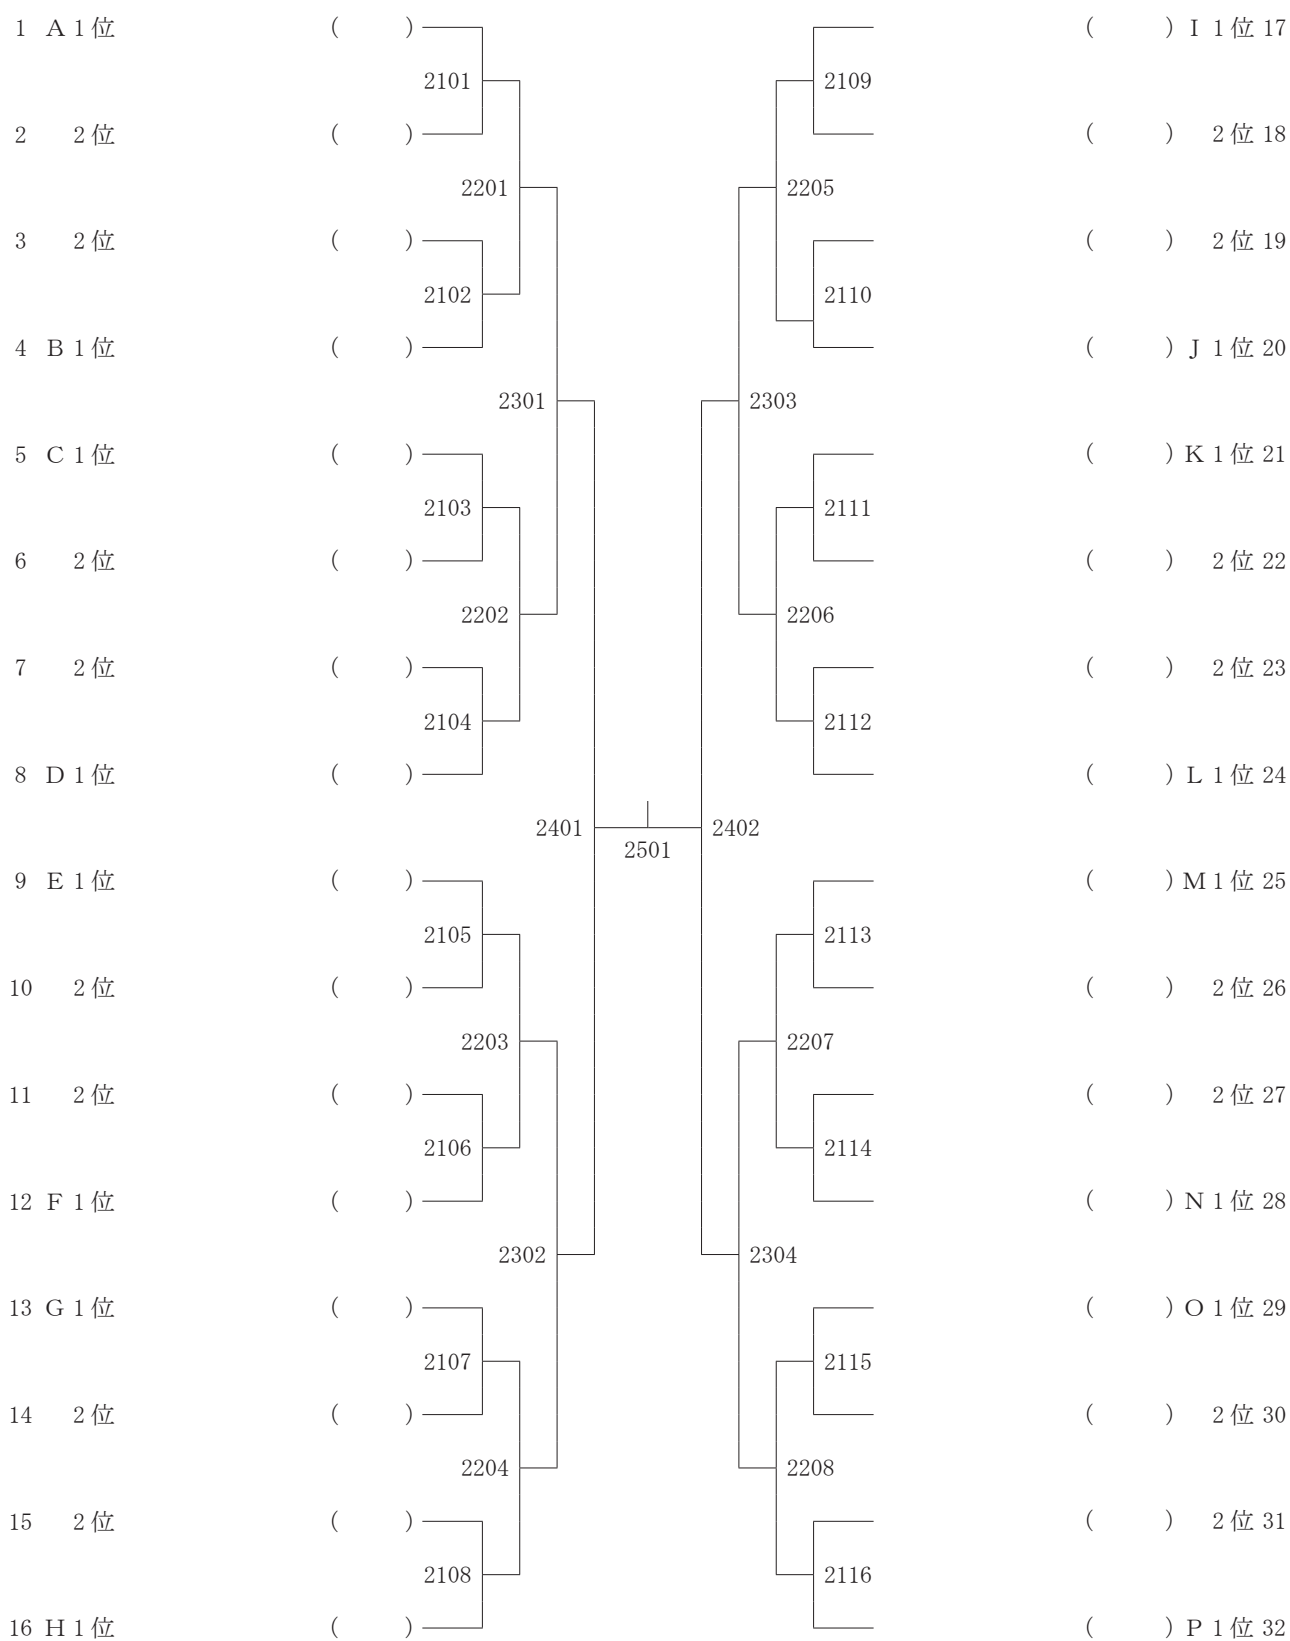 1 A 1位 ( ) ( ) I 1位 17
2101 2109
2 2位 ( ) ( ) 2位 18
2201 2205
3 2位 ( ) ( ) 2位 19
2102 2110
4 B 1位 ( ) ( ) J 1位 20
2301 2303
5 C 1位 ( ) ( ) K 1位 21
2103 2111
6 2位 ( ) ( ) 2位 22
2202 2206
7 2位 ( ) ( ) 2位 23
2104 2112
8 D 1位 ( ) ( ) L 1位 24
2401 2402
2501
9 E 1位 ( ) ( ) M 1位 25
2105 2113
10 2位 ( ) ( ) 2位 26
2203 2207
11 2位 ( ) ( ) 2位 27
2106 2114
12 F 1位 ( ) ( ) N 1位 28
2302 2304
13 G 1位 ( ) ( ) O 1位 29
2107 2115
14 2位 ( ) ( ) 2位 30
2204 2208
15 2位 ( ) ( ) 2位 31
2108 2116
16 H 1位 ( ) ( ) P 1位 32